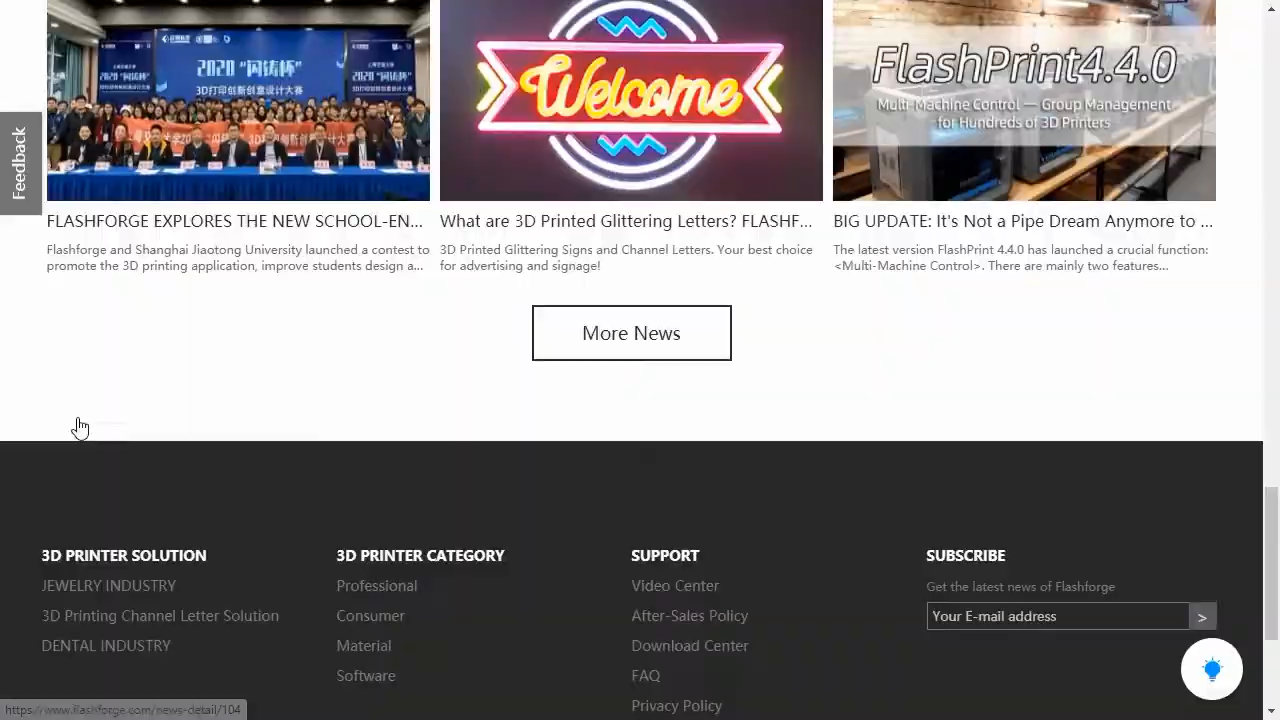 2020 "闪铸杯"
3D打印创新创意设计大赛
Welcome
FlashPrint4.4.0
Multi-Machine Control — Group Management
for Hundreds of 3D Printers
Feedback
FLASHFORGE EXPLORES THE NEW SCHOOL-EN...
What are 3D Printed Glittering Letters? FLASHF...
BIG UPDATE: It's Not a Pipe Dream Anymore to ...
Flashforge and Shanghai Jiaotong University launched a contest to
promote the 3D printing application, improve students design a...
3D Printed Glittering Signs and Channel Letters. Your best choice
for advertising and signage!
The latest version FlashPrint 4.4.0 has launched a crucial function:
<Multi-Machine Control>. There are mainly two features...
More News
3D PRINTER SOLUTION
JEWELRY INDUSTRY
3D Printing Channel Letter Solution
DENTAL INDUSTRY
3D PRINTER CATEGORY
Professional
Consumer
Material
Software
SUPPORT
Video Center
After-Sales Policy
Download Center
FAQ
Privacy Policy
SUBSCRIBE
Get the latest news of Flashforge
Your E-mail address
>
https://www.flashforge.com/news-detail/104